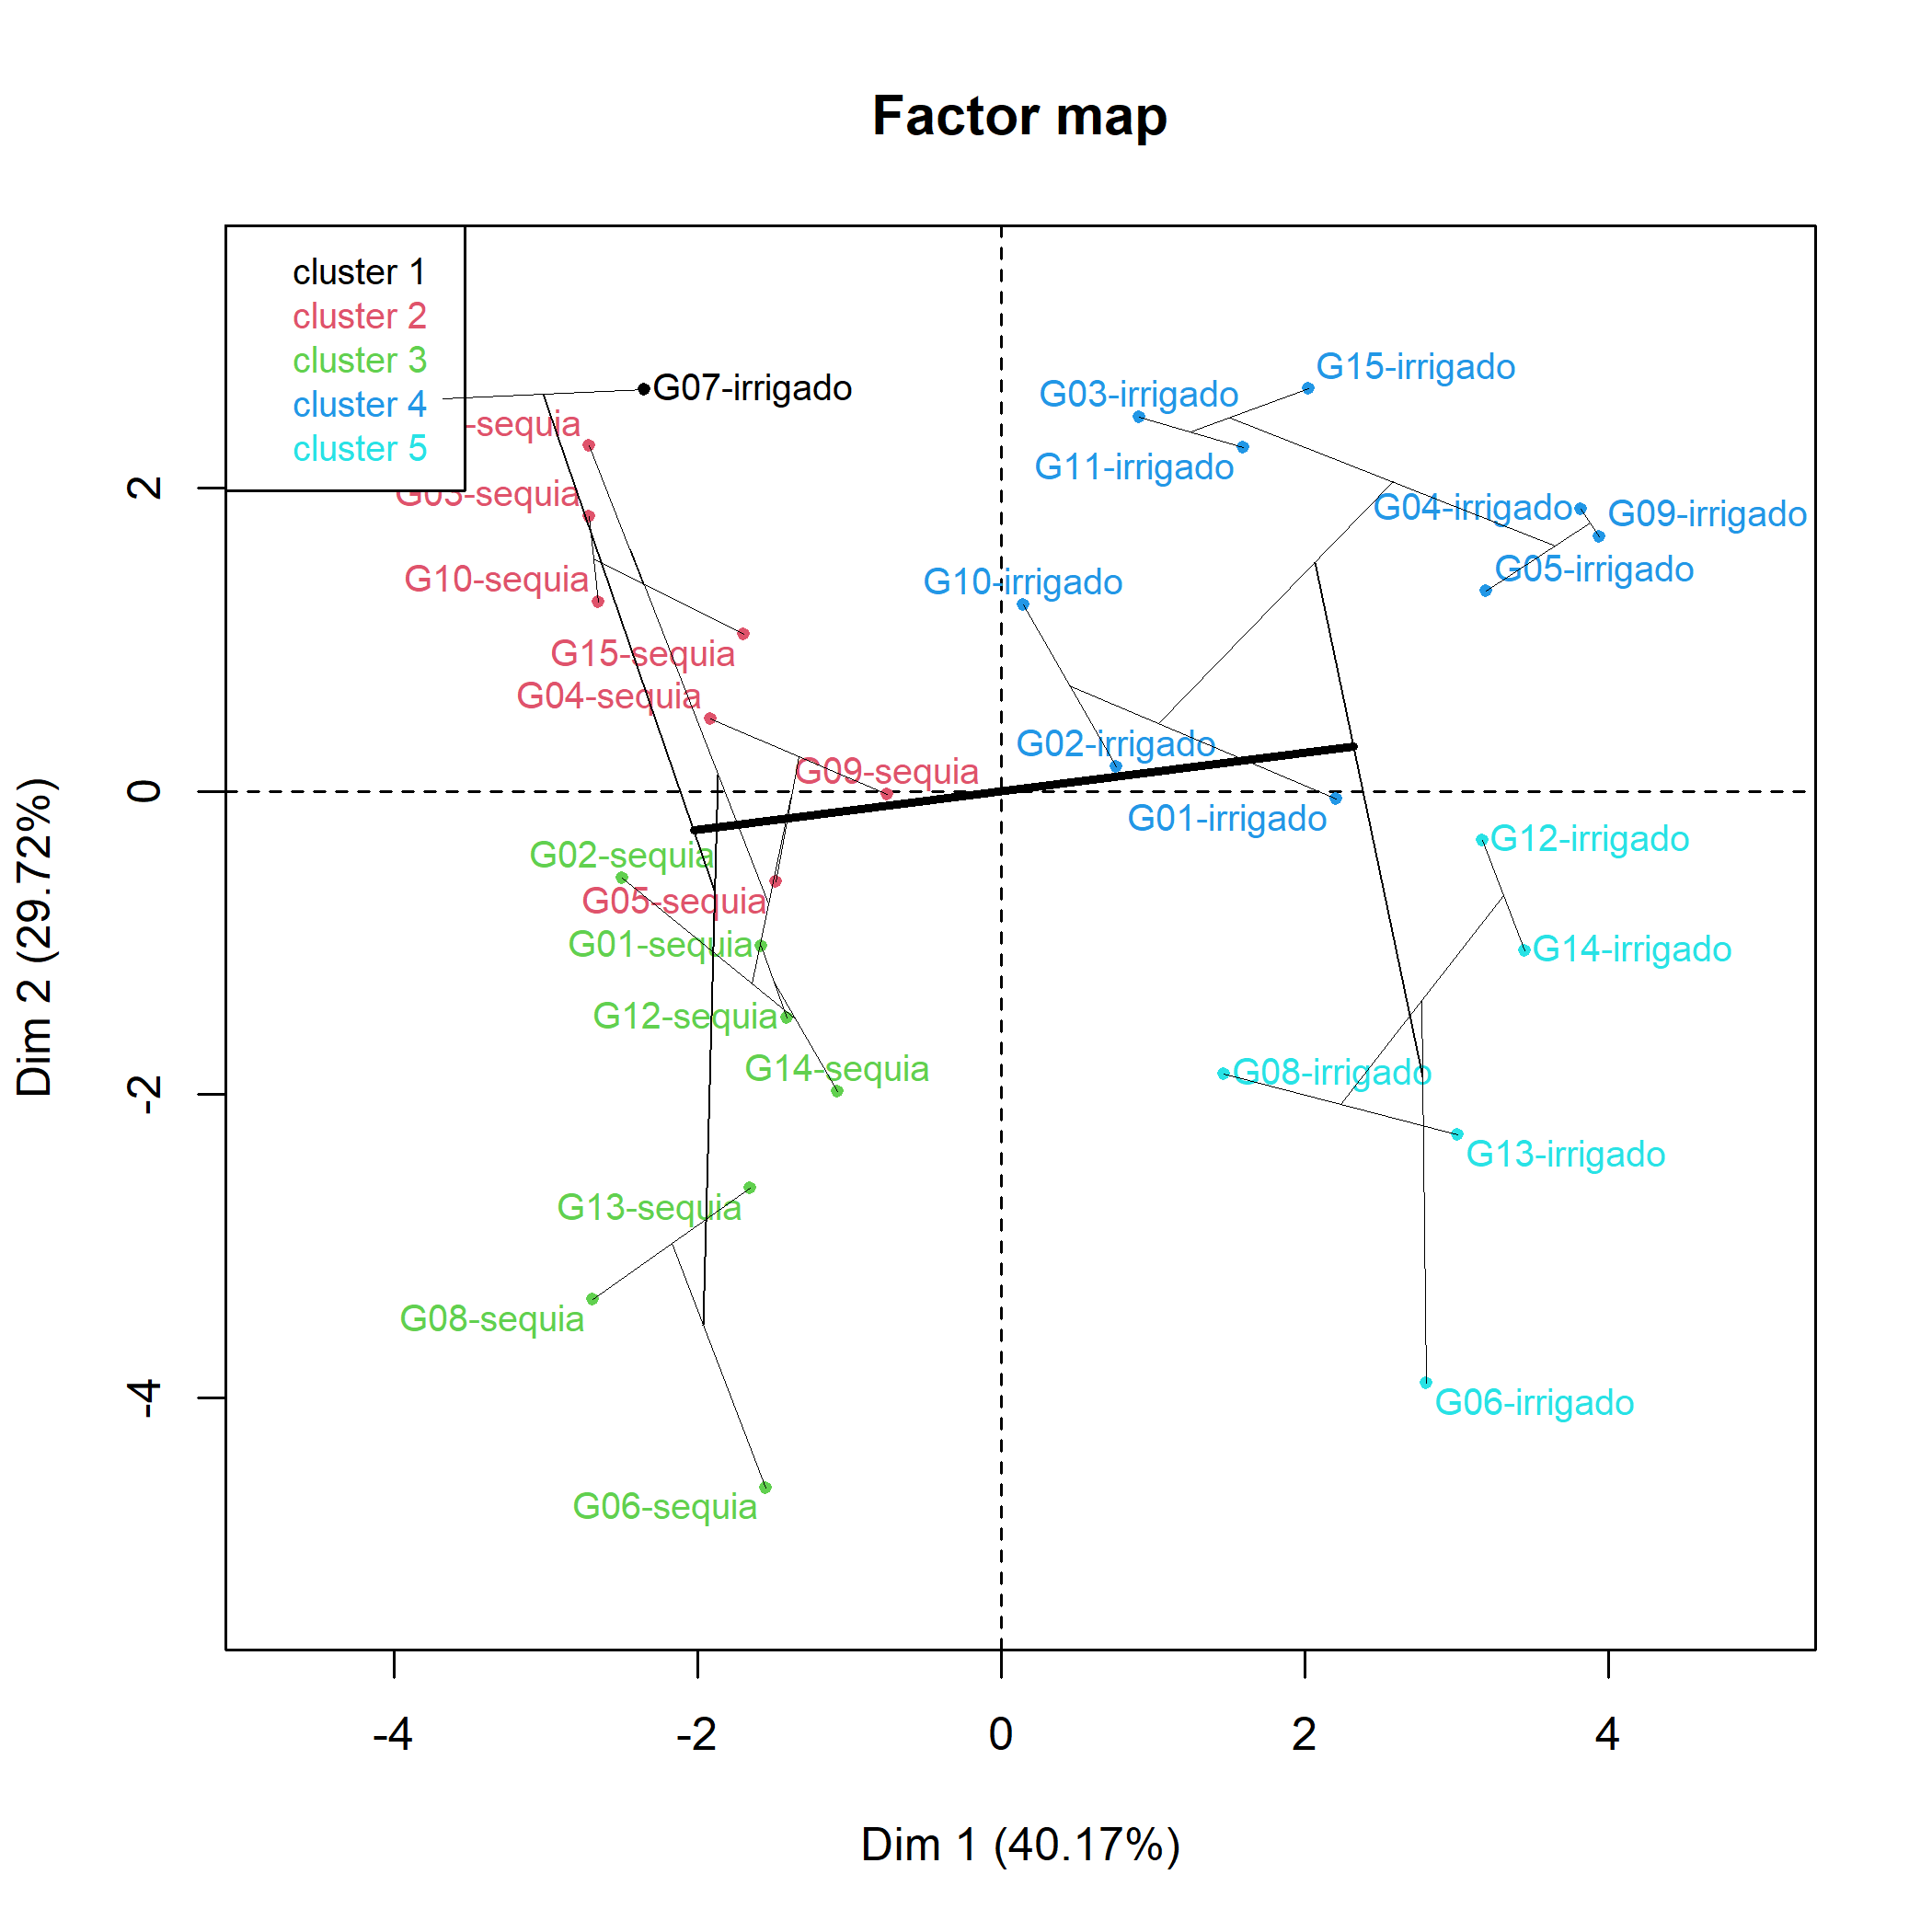 Factor map
cluster 1
cluster 2
cluster 3
cluster 4
cluster 5
G07-irrigado
G15-irrigado
G03-irrigado
-sequia
G11-irrigado
G03-sequia
G04-irrigado
G09-irrigado
G10-sequia
G10-irrigado
G05-irrigado
G15-sequia
G04-sequia
G02-irrigado
G09-sequia
G01-irrigado
G12-irrigado
G02-sequia
G05-sequia
G01-sequia
G14-irrigado
G12-sequia
G14-sequia
G08-irrigado
G13-irrigado
G13-sequia
G08-sequia
G06-irrigado
G06-sequia
2
0
-2
-4
Dim 2 (29.72%)
-4 -2 0 2 4
Dim 1 (40.17%)